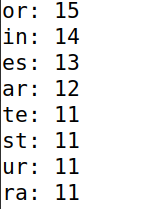 or: 15
in: 14
es: 13
ar: 12
te: 11
st: 11
ur: 11
ra: 11